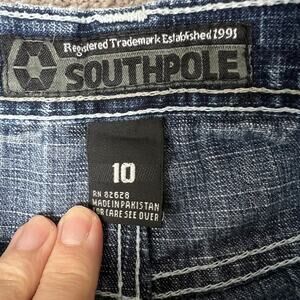 Registered Trademark Established 1991
SOUTHPOLE
10
RN 82628
MADE IN PAKISTAN
FOR CARE SEE OVER